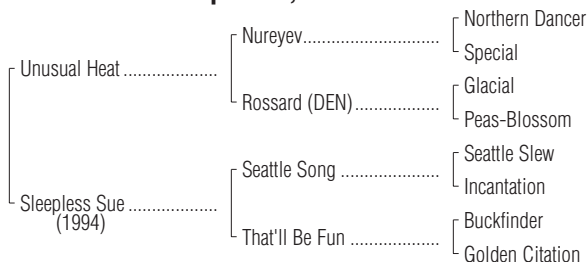 Northern Dancer
Nureyev
Special
Unusual Heat
Glacial
Rossard (DEN)
Peas-Blossom
Seattle Slew
Seattle Song
Incantation
Sleepless Sue
(1994)
Buckfinder
That'll Be Fun
Golden Citation